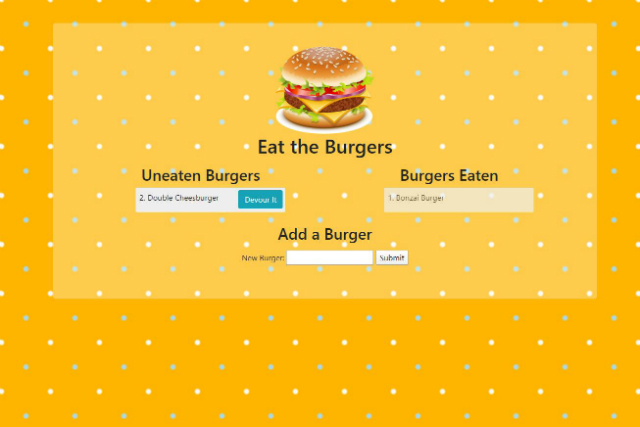 Eat the Burgers
Uneaten Burgers
2. Double Cheesburger
Devour It
Burgers Eaten
1. Bonzai Burger
Add a Burger
New Burger:
Submit